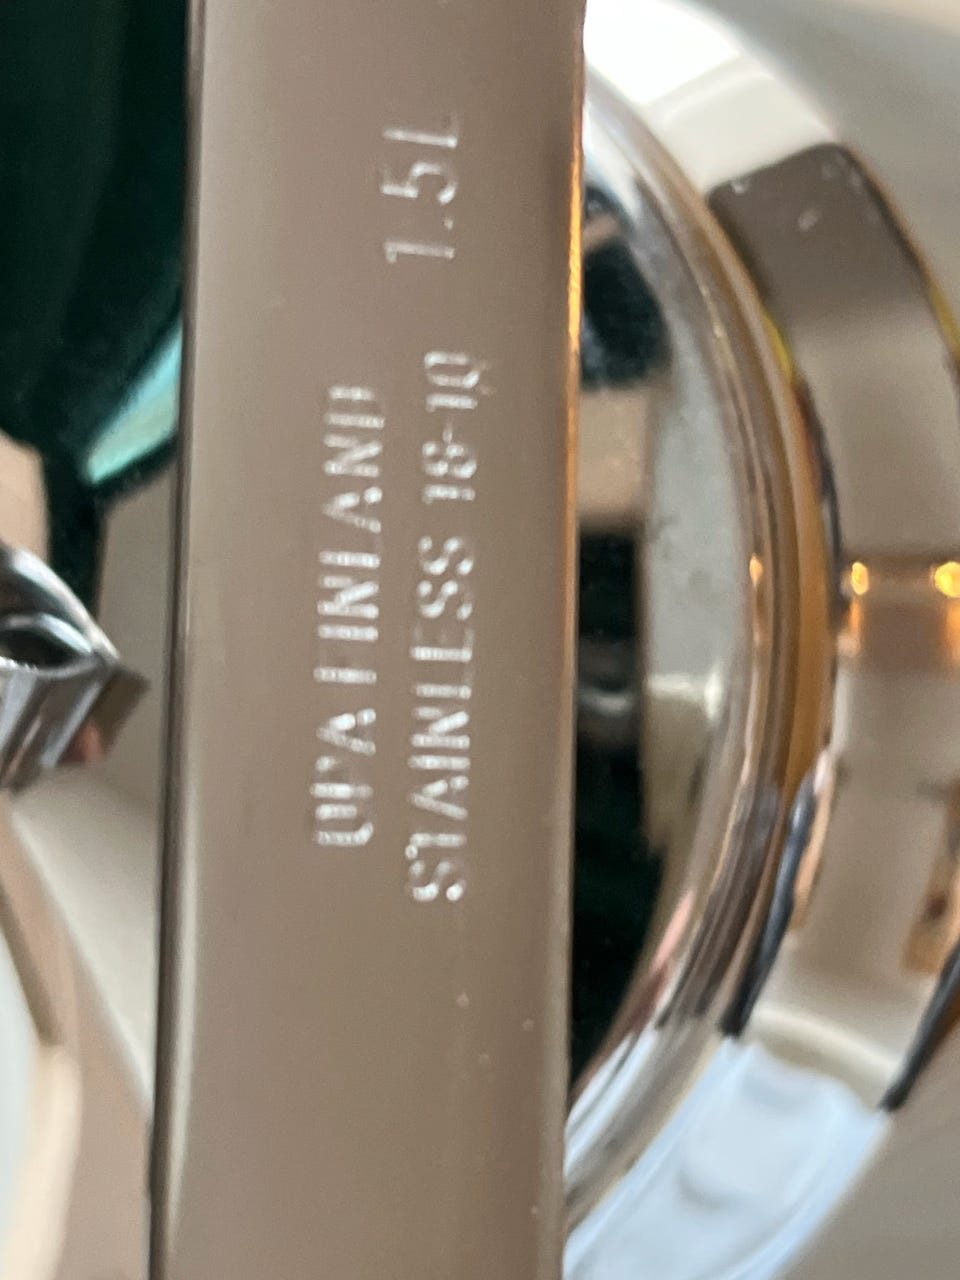 OPA FINLAND
STAINLESS 18-10
1.5L